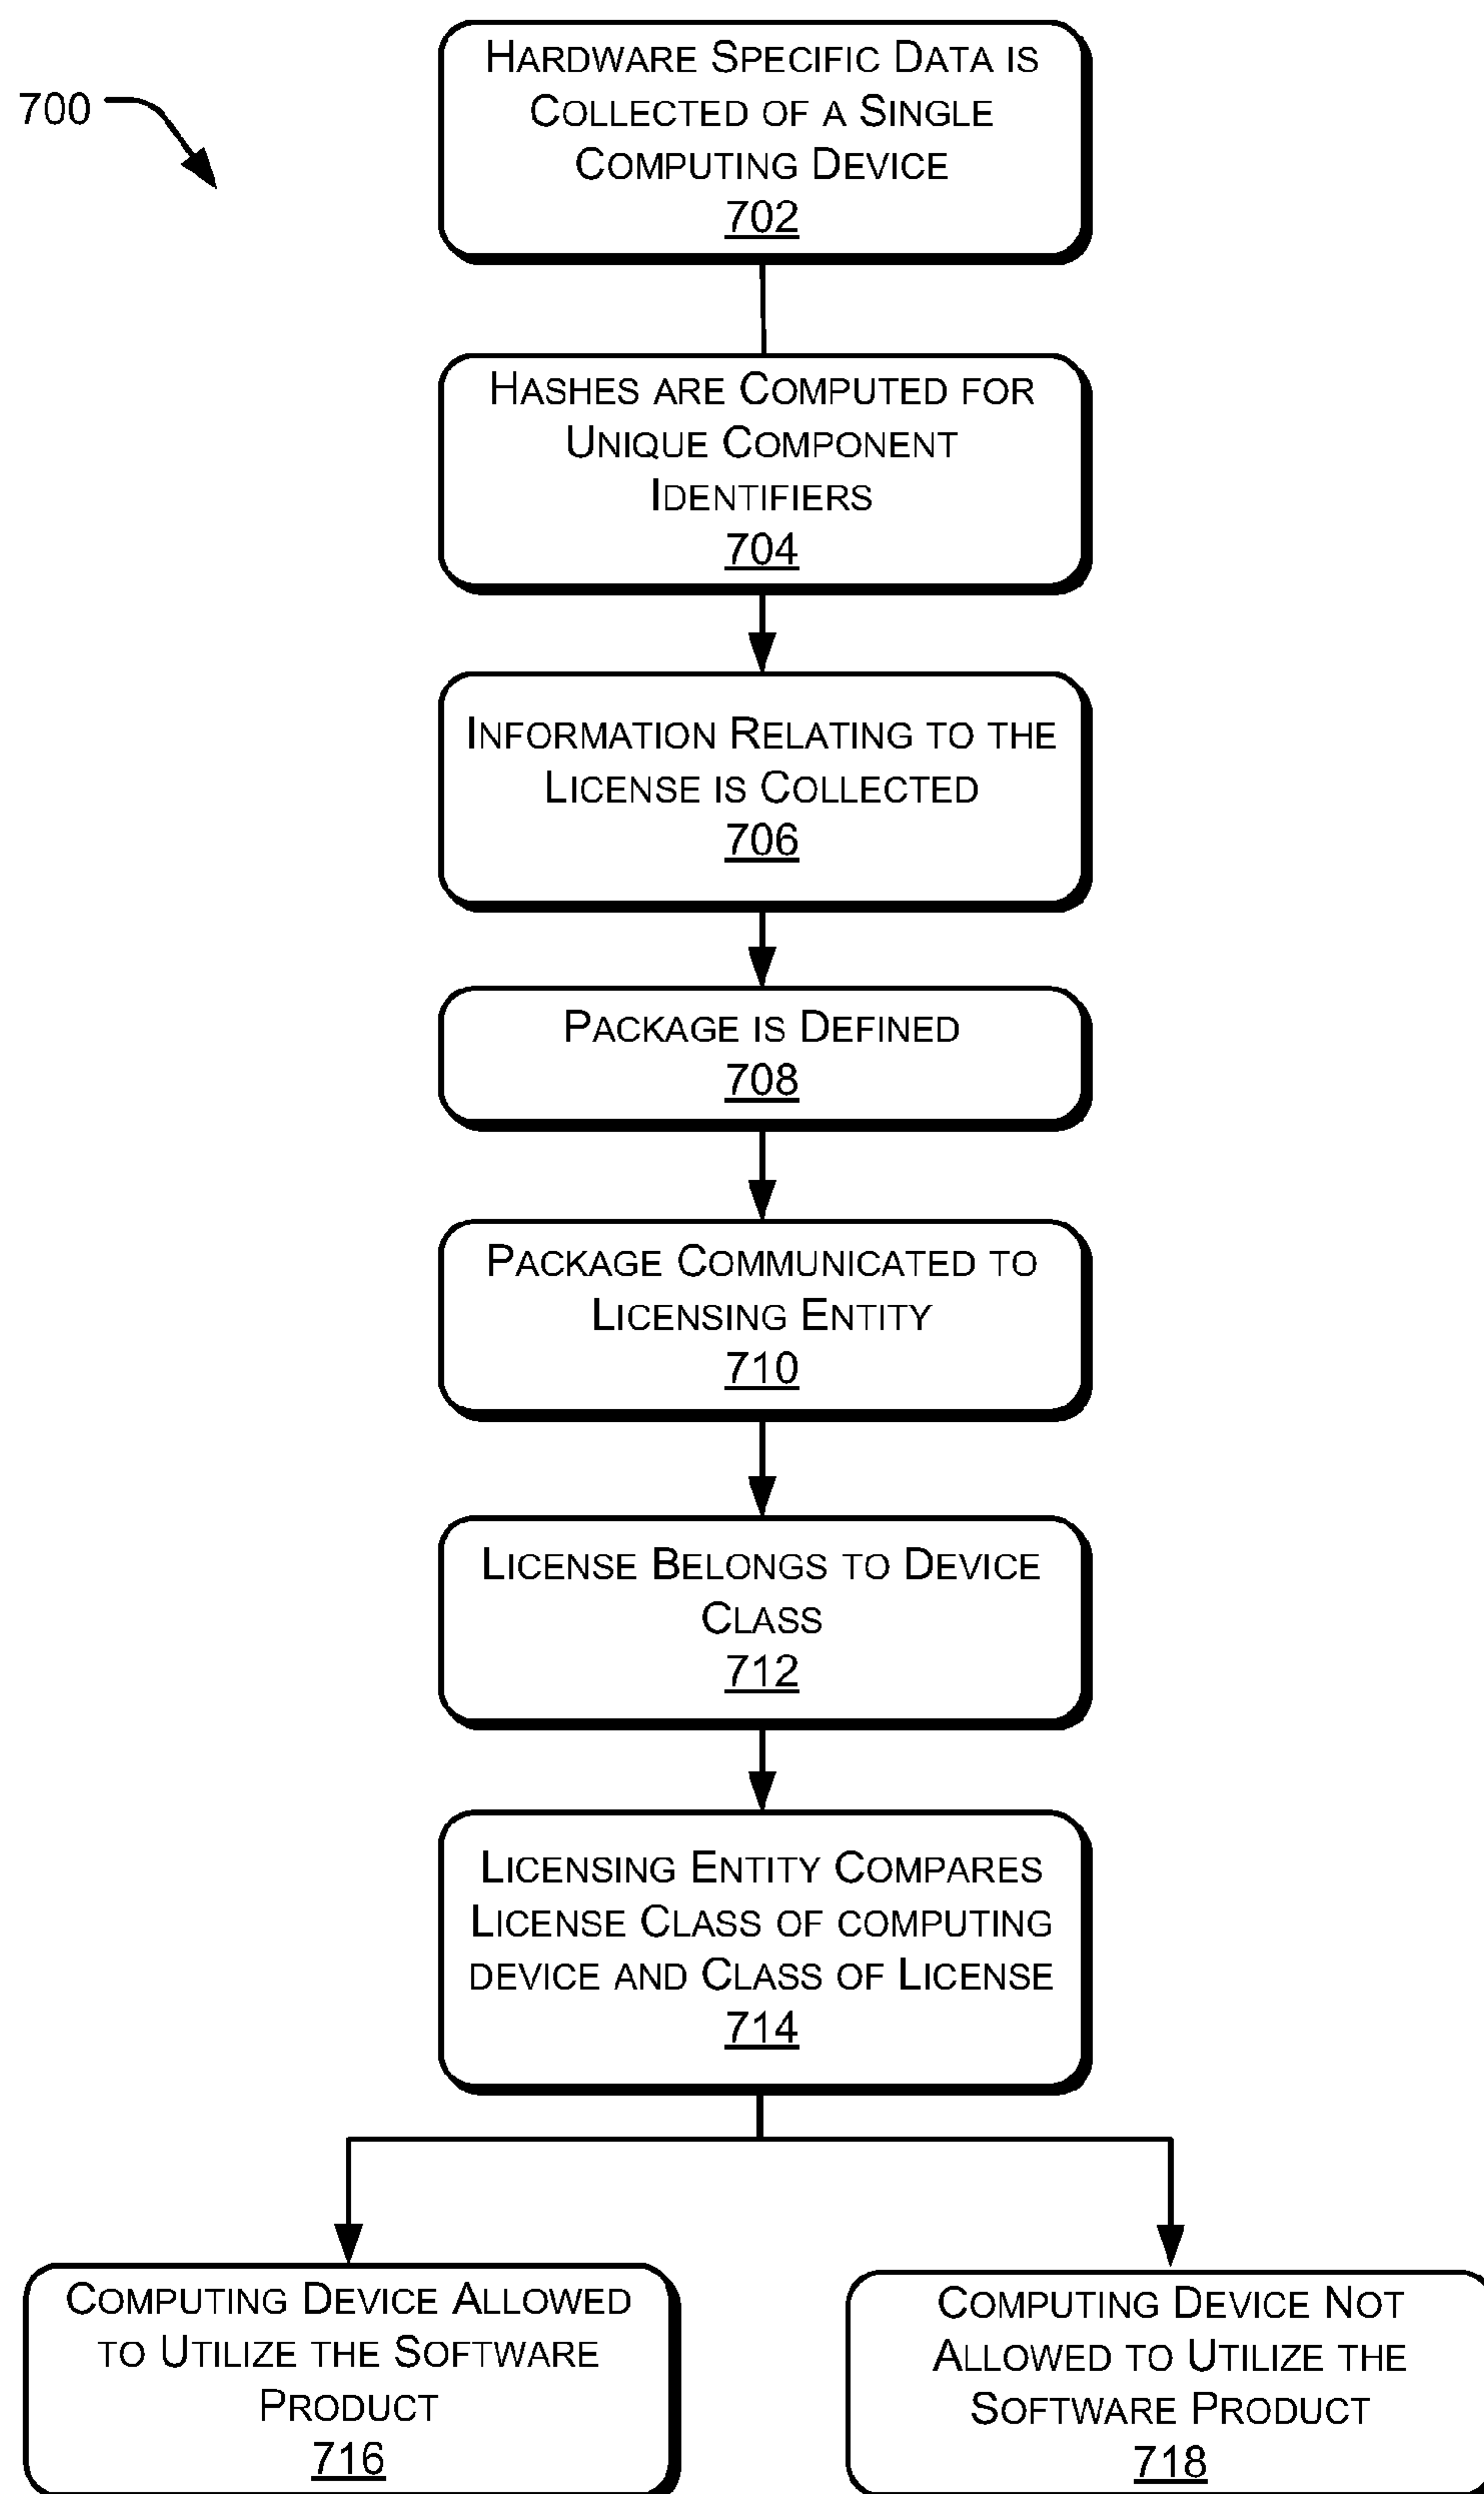 700
HARDWARE SPECIFIC DATA IS
COLLECTED OF A SINGLE
COMPUTING DEVICE
702
HASHES ARE COMPUTED FOR
UNIQUE COMPONENT
IDENTIFIERS
704
INFORMATION RELATING TO THE
LICENSE IS COLLECTED
706
PACKAGE IS DEFINED
708
PACKAGE COMMUNICATED TO
LICENSING ENTITY
710
LICENSE BELONGS TO DEVICE
CLASS
712
LICENSING ENTITY COMPARES
LICENSE CLASS OF COMPUTING
DEVICE AND CLASS OF LICENSE
714
COMPUTING DEVICE ALLOWED
TO UTILIZE THE SOFTWARE
PRODUCT
716
COMPUTING DEVICE NOT
ALLOWED TO UTILIZE THE
SOFTWARE PRODUCT
718